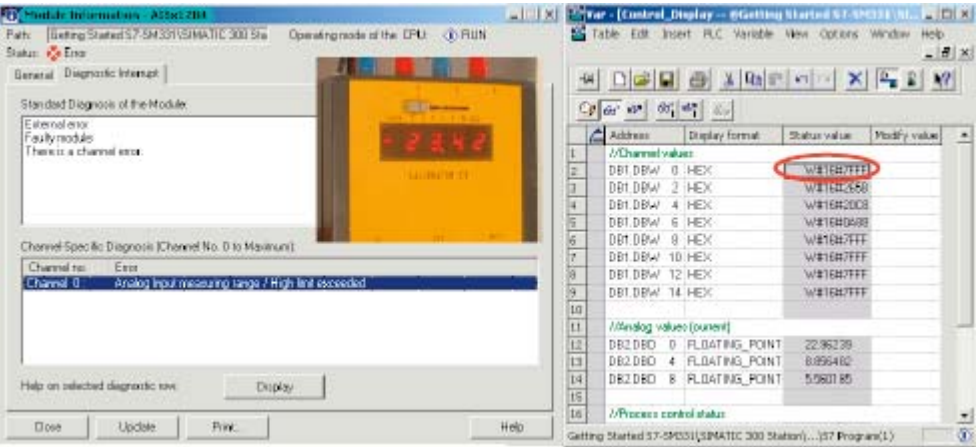 Module Information - ASIx12Bit
Path: Getting Started S7-SM331\SIMATIC 300 Sta
Operating mode of the CPU: RUN
Status: Error
General
Diagnostic Interrupt
Standard Diagnosis of the Module:
External error
Faulty module
There is a channel error.
- 23,42
Channel-Specific Diagnosis (Channel No. 0 to Maximum):
Channel no. Error
Channel 0 Analog Input measuring range / High limit exceeded
Help on selected diagnostic row:
Display
Close
Update
Print..
Help
Var - [Control_Display -- @Getting Started S7-SM331\SI...
Table Edit Insert PLC Variable View Options Window Help
Address Display format Status value Modify value
1 //Channel values
2 DB1.DBW 0 HEX W#16#7FFF
3 DB1.DBW 2 HEX W#16#2658
4 DB1.DBW 4 HEX
5 DB1.DBW 6 HEX
6 DB1.DBW 8 HEX W#16#7FFF
7 DB1.DBW 10 HEX W#16#7FFF
8 DB1.DBW 12 HEX W#16#7FFF
9 DB1.DBW 14 HEX W#16#7FFF
10
11 //Analog values (current)
12 DB2.DBD 0 FLOATING_POINT 22.96239
13 DB2.DBD 4 FLOATING_POINT 8.856482
14 DB2.DBD 8 FLOATING_POINT 5.560185
15
16 //Process control status
Getting Started S7-SM331\SIMATIC 300 Station\...\S7 Program(1)